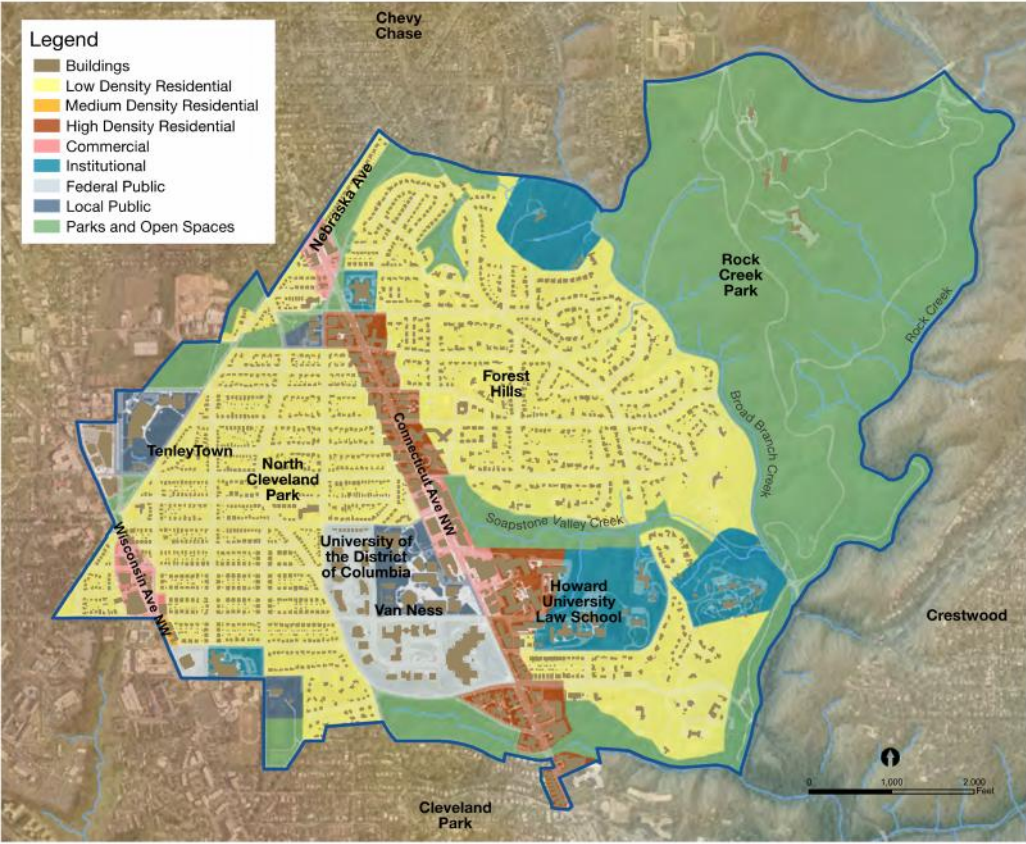 Chevy
Chase
Legend
Buildings
Low Density Residential
Medium Density Residential
High Density Residential
Commercial
Institutional
Federal Public
Local Public
Parks and Open Spaces
Nebraska Ave
Rock
Creek
Park
Rock Creek
Forest
Hills
Broad Branch Creek
Connecticut Ave NW
TenleyTown
North
Cleveland
Park
Soapstone Valley Creek
Wisconsin Ave NW
University of
the District
of Columbia
Van Ness
Howard
University
Law School
Crestwood
Cleveland
Park
0 1,000 2,000
Feet